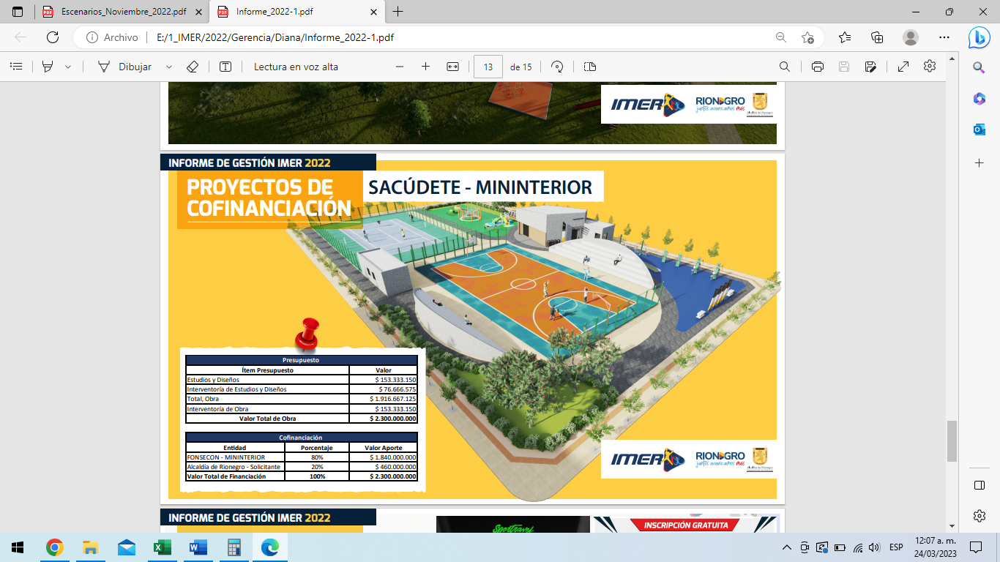 Escenarios_Noviembre_2022.pdf
Informe_2022-1.pdf
Archivo
E:/1_IMER/2022/Gerencia/Diana/Informe_2022-1.pdf
Dibujar
Lectura en voz alta
13
de 15
IMER
RIONEGRO
juntos avanzamos más
Alcaldía de Rionegro
INFORME DE GESTIÓN IMER 2022
PROYECTOS DE
COFINANCIACIÓN
SACÚDETE - MININTERIOR
Presupuesto
Ítem Presupuesto Valor
Estudios y Diseños $ 153.333.150
Interventoría de Estudios y Diseños $ 76.666.575
Total, Obra $ 1.916.667.125
Interventoría de Obra $ 153.333.150
Valor Total de Obra $ 2.300.000.000
Cofinanciación
Entidad Porcentaje Valor Aporte
FONSECON - MININTERIOR 80% $ 1.840.000.000
Alcaldía de Rionegro - Solicitante 20% $ 460.000.000
Valor Total de Financiación 100% $ 2.300.000.000
IMER
RIONEGRO
juntos avanzamos más
Alcaldía de Rionegro
INFORME DE GESTIÓN IMER 2022
INSCRIPCIÓN GRATUITA
ESP
12:07 a. m.
24/03/2023